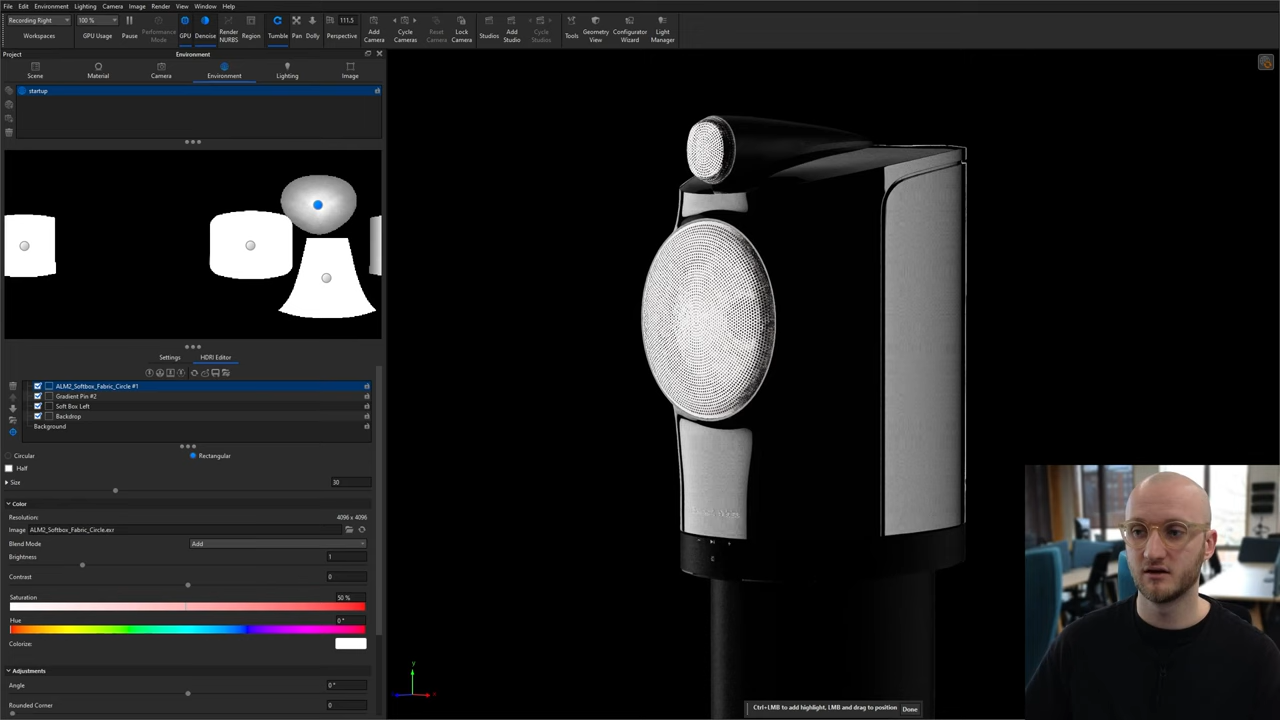 File Edit Environment Lighting Camera Image Render View Window Help
Recording Right 100 % 111.5
Workspaces GPU Usage Pause Performance Mode GPU Denoise Render NURBS Region Tumble Pan Dolly Perspective Add Camera Cycle Cameras Reset Camera Lock Camera Studios Add Studio Cycle Studios Tools Geometry View Configurator Wizard Light Manager
Project Environment
Scene Material Camera Environment Lighting Image
startup
Settings HDRI Editor
ALM2_Softbox_Fabric_Circle #1
Gradient Pin #2
Soft Box Left
Backdrop
Background
Circular Rectangular
Half
Size 30
Color
Resolution: 4096 x 4096
Image ALM2_Softbox_Fabric_Circle.exr
Blend Mode Add
Brightness 1
Contrast 0
Saturation 50 %
Hue 0 °
Colorize:
Adjustments
Angle 0 °
Rounded Corner 0
y
Ctrl+LMB to add highlight, LMB and drag to position Done